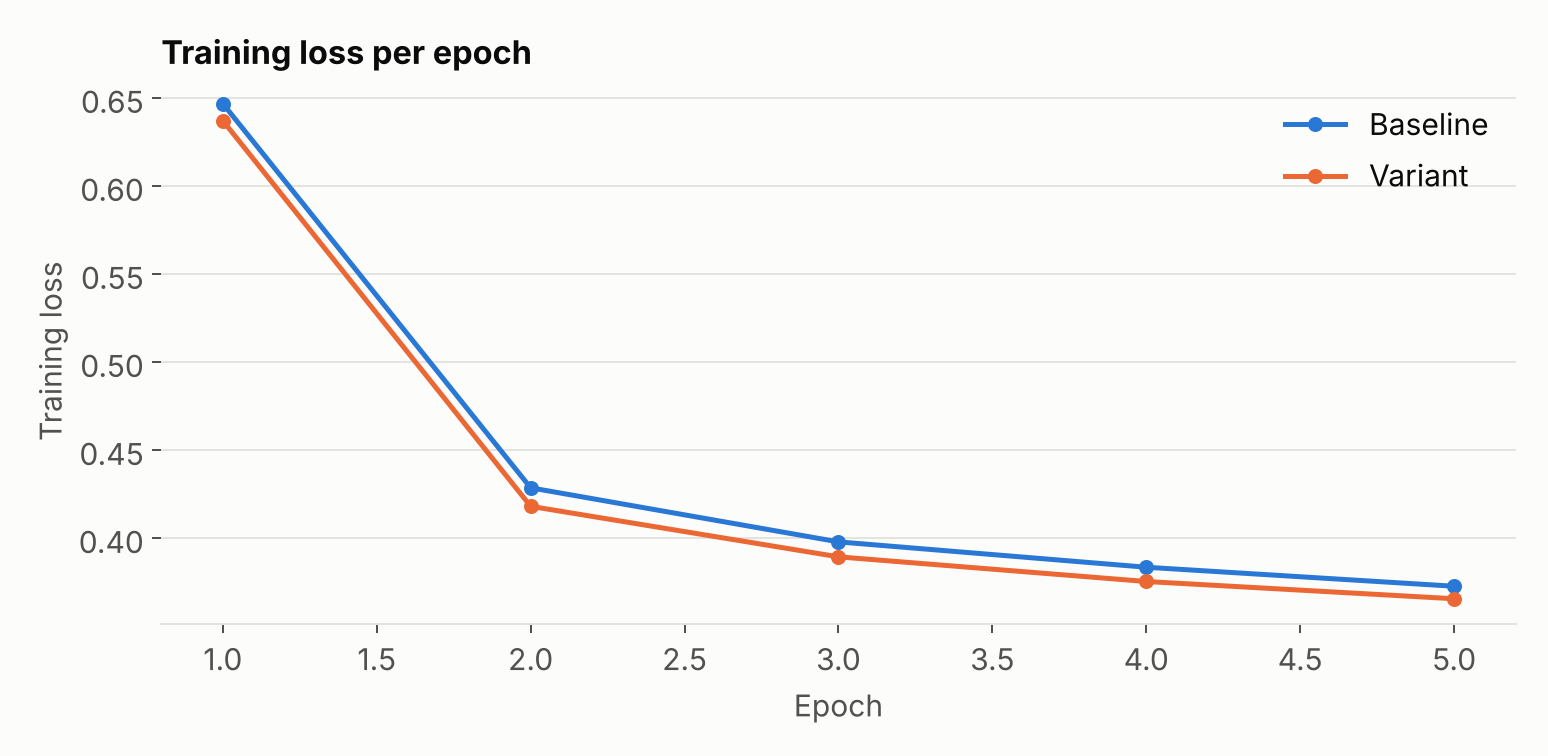 Training loss per epoch
0.65
0.60
0.55
0.50
0.45
0.40
Training loss
Baseline
Variant
1.0 1.5 2.0 2.5 3.0 3.5 4.0 4.5 5.0
Epoch